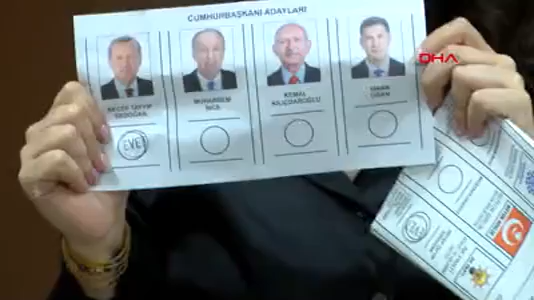 CUMHURBAŞKANI ADAYLARI
RECEP TAYYİP
ERDOĞAN
MUHARREM
İNCE
KEMAL
KILIÇDAROĞLU
SİNAN
OĞAN
EVET
DHA